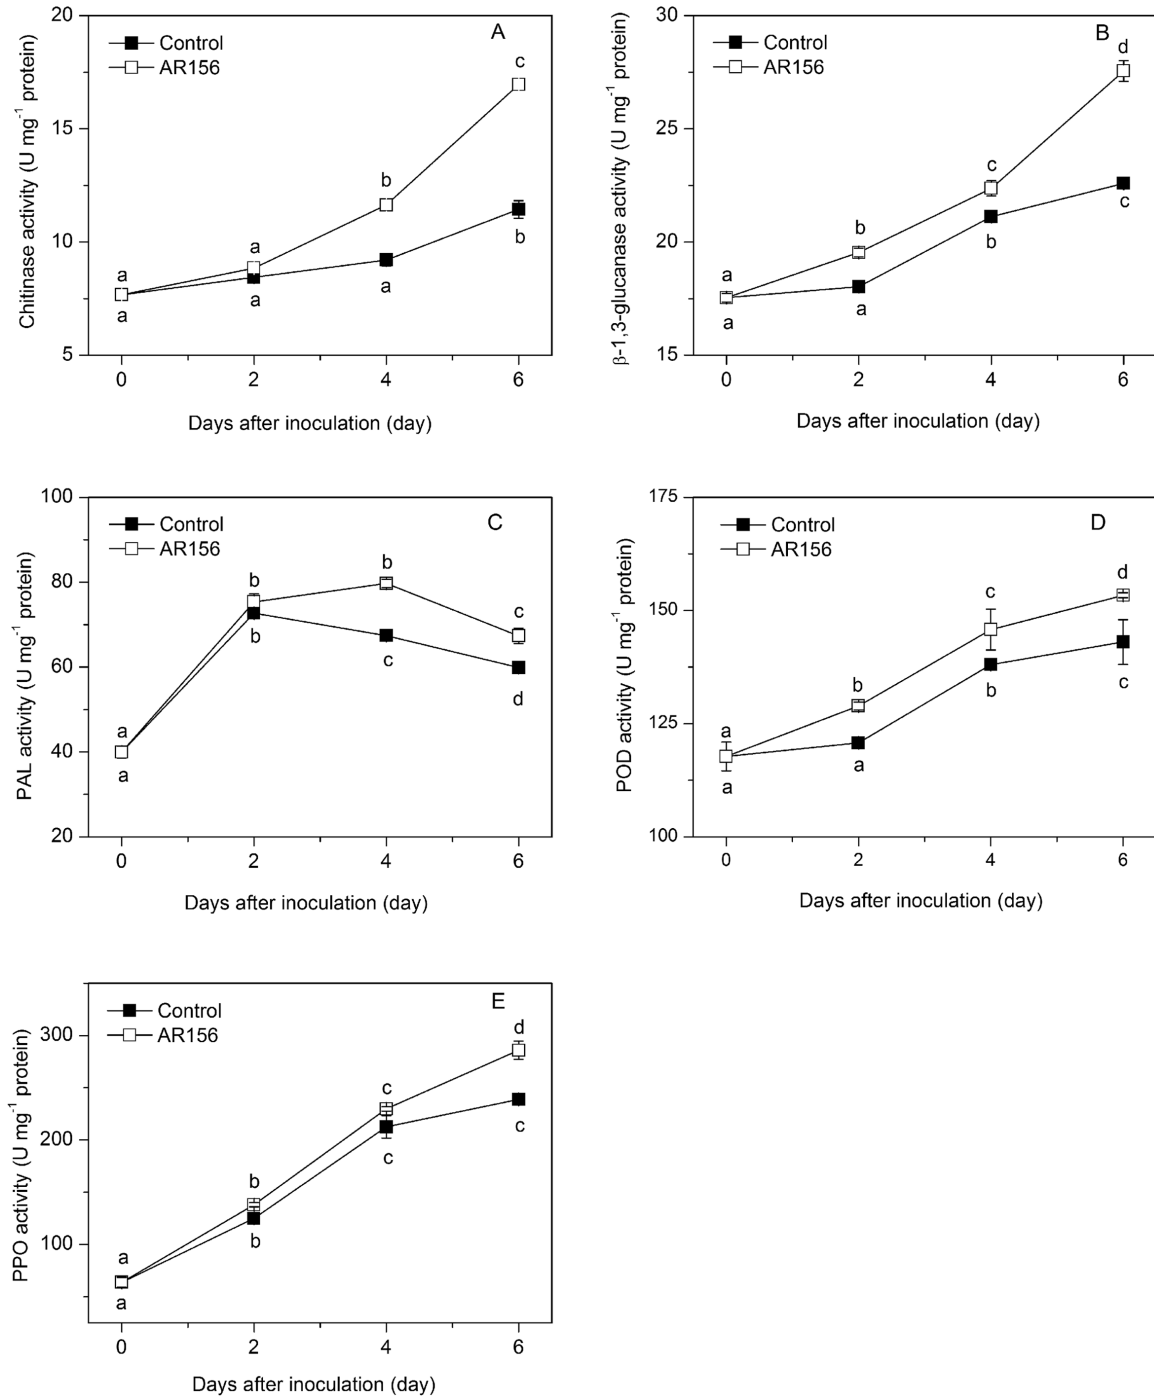 A
Control
AR156
Chitinase activity (U mg⁻¹ protein)
20
15
10
5
a
a
a
a
b
a
c
b
0 2 4 6
Days after inoculation (day)
B
Control
AR156
β-1,3-glucanase activity (U mg⁻¹ protein)
30
25
20
15
a
a
b
a
c
b
d
c
0 2 4 6
Days after inoculation (day)
C
Control
AR156
PAL activity (U mg⁻¹ protein)
100
80
60
40
20
a
a
b
b
b
c
c
d
0 2 4 6
Days after inoculation (day)
D
Control
AR156
POD activity (U mg⁻¹ protein)
175
150
125
100
a
a
b
a
c
b
d
c
0 2 4 6
Days after inoculation (day)
E
Control
AR156
PPO activity (U mg⁻¹ protein)
300
200
100
a
a
b
b
c
c
d
c
0 2 4 6
Days after inoculation (day)